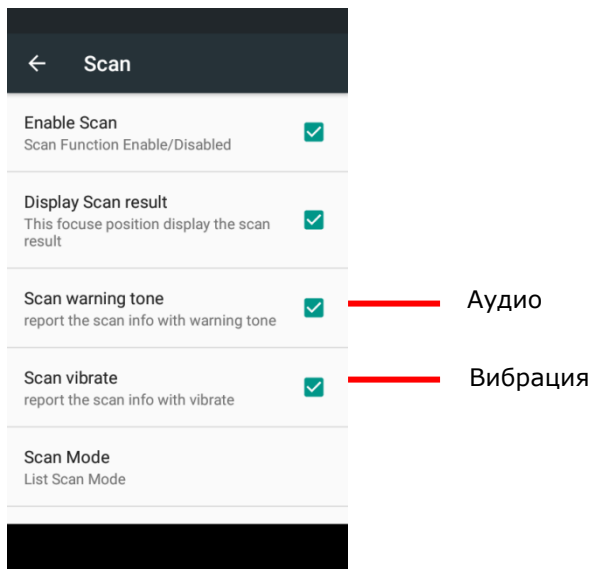 Scan
Enable Scan
Scan Function Enable/Disabled
Display Scan result
This focuse position display the scan
result
Scan warning tone
report the scan info with warning tone
Аудио
Scan vibrate
report the scan info with vibrate
Вибрация
Scan Mode
List Scan Mode